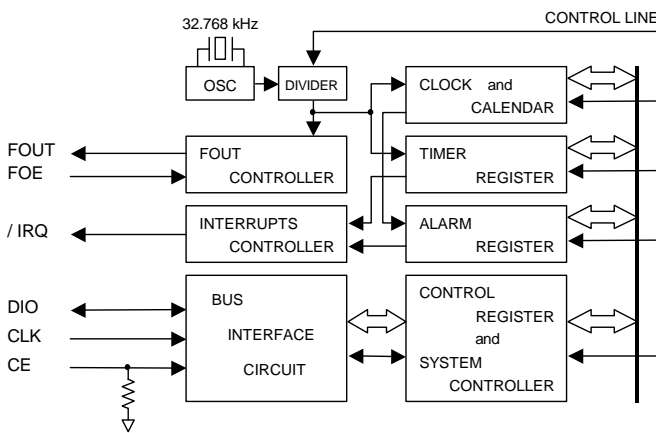 32.768 kHz
CONTROL LINE
OSC
DIVIDER
CLOCK and
CALENDAR
FOUT
FOE
FOUT
CONTROLLER
TIMER
REGISTER
/ IRQ
INTERRUPTS
CONTROLLER
ALARM
REGISTER
DIO
CLK
CE
BUS
INTERFACE
CIRCUIT
CONTROL
REGISTER
and
SYSTEM
CONTROLLER